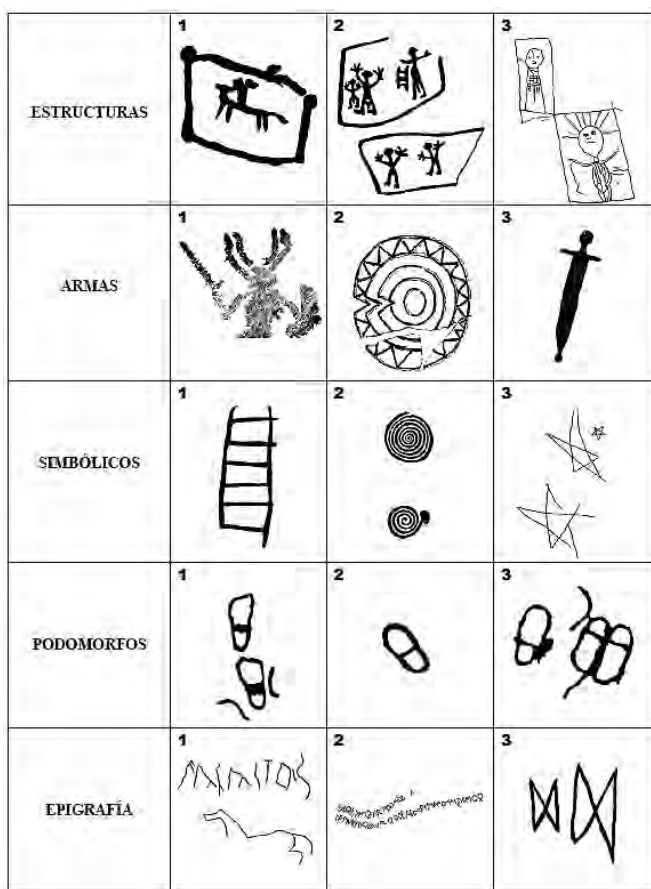 1 2 3
ESTRUCTURAS
1 2 3
ARMAS
1 2 3
SIMBÓLICOS
1 2 3
PODOMORFOS
1 2 3
EPIGRAFÍA